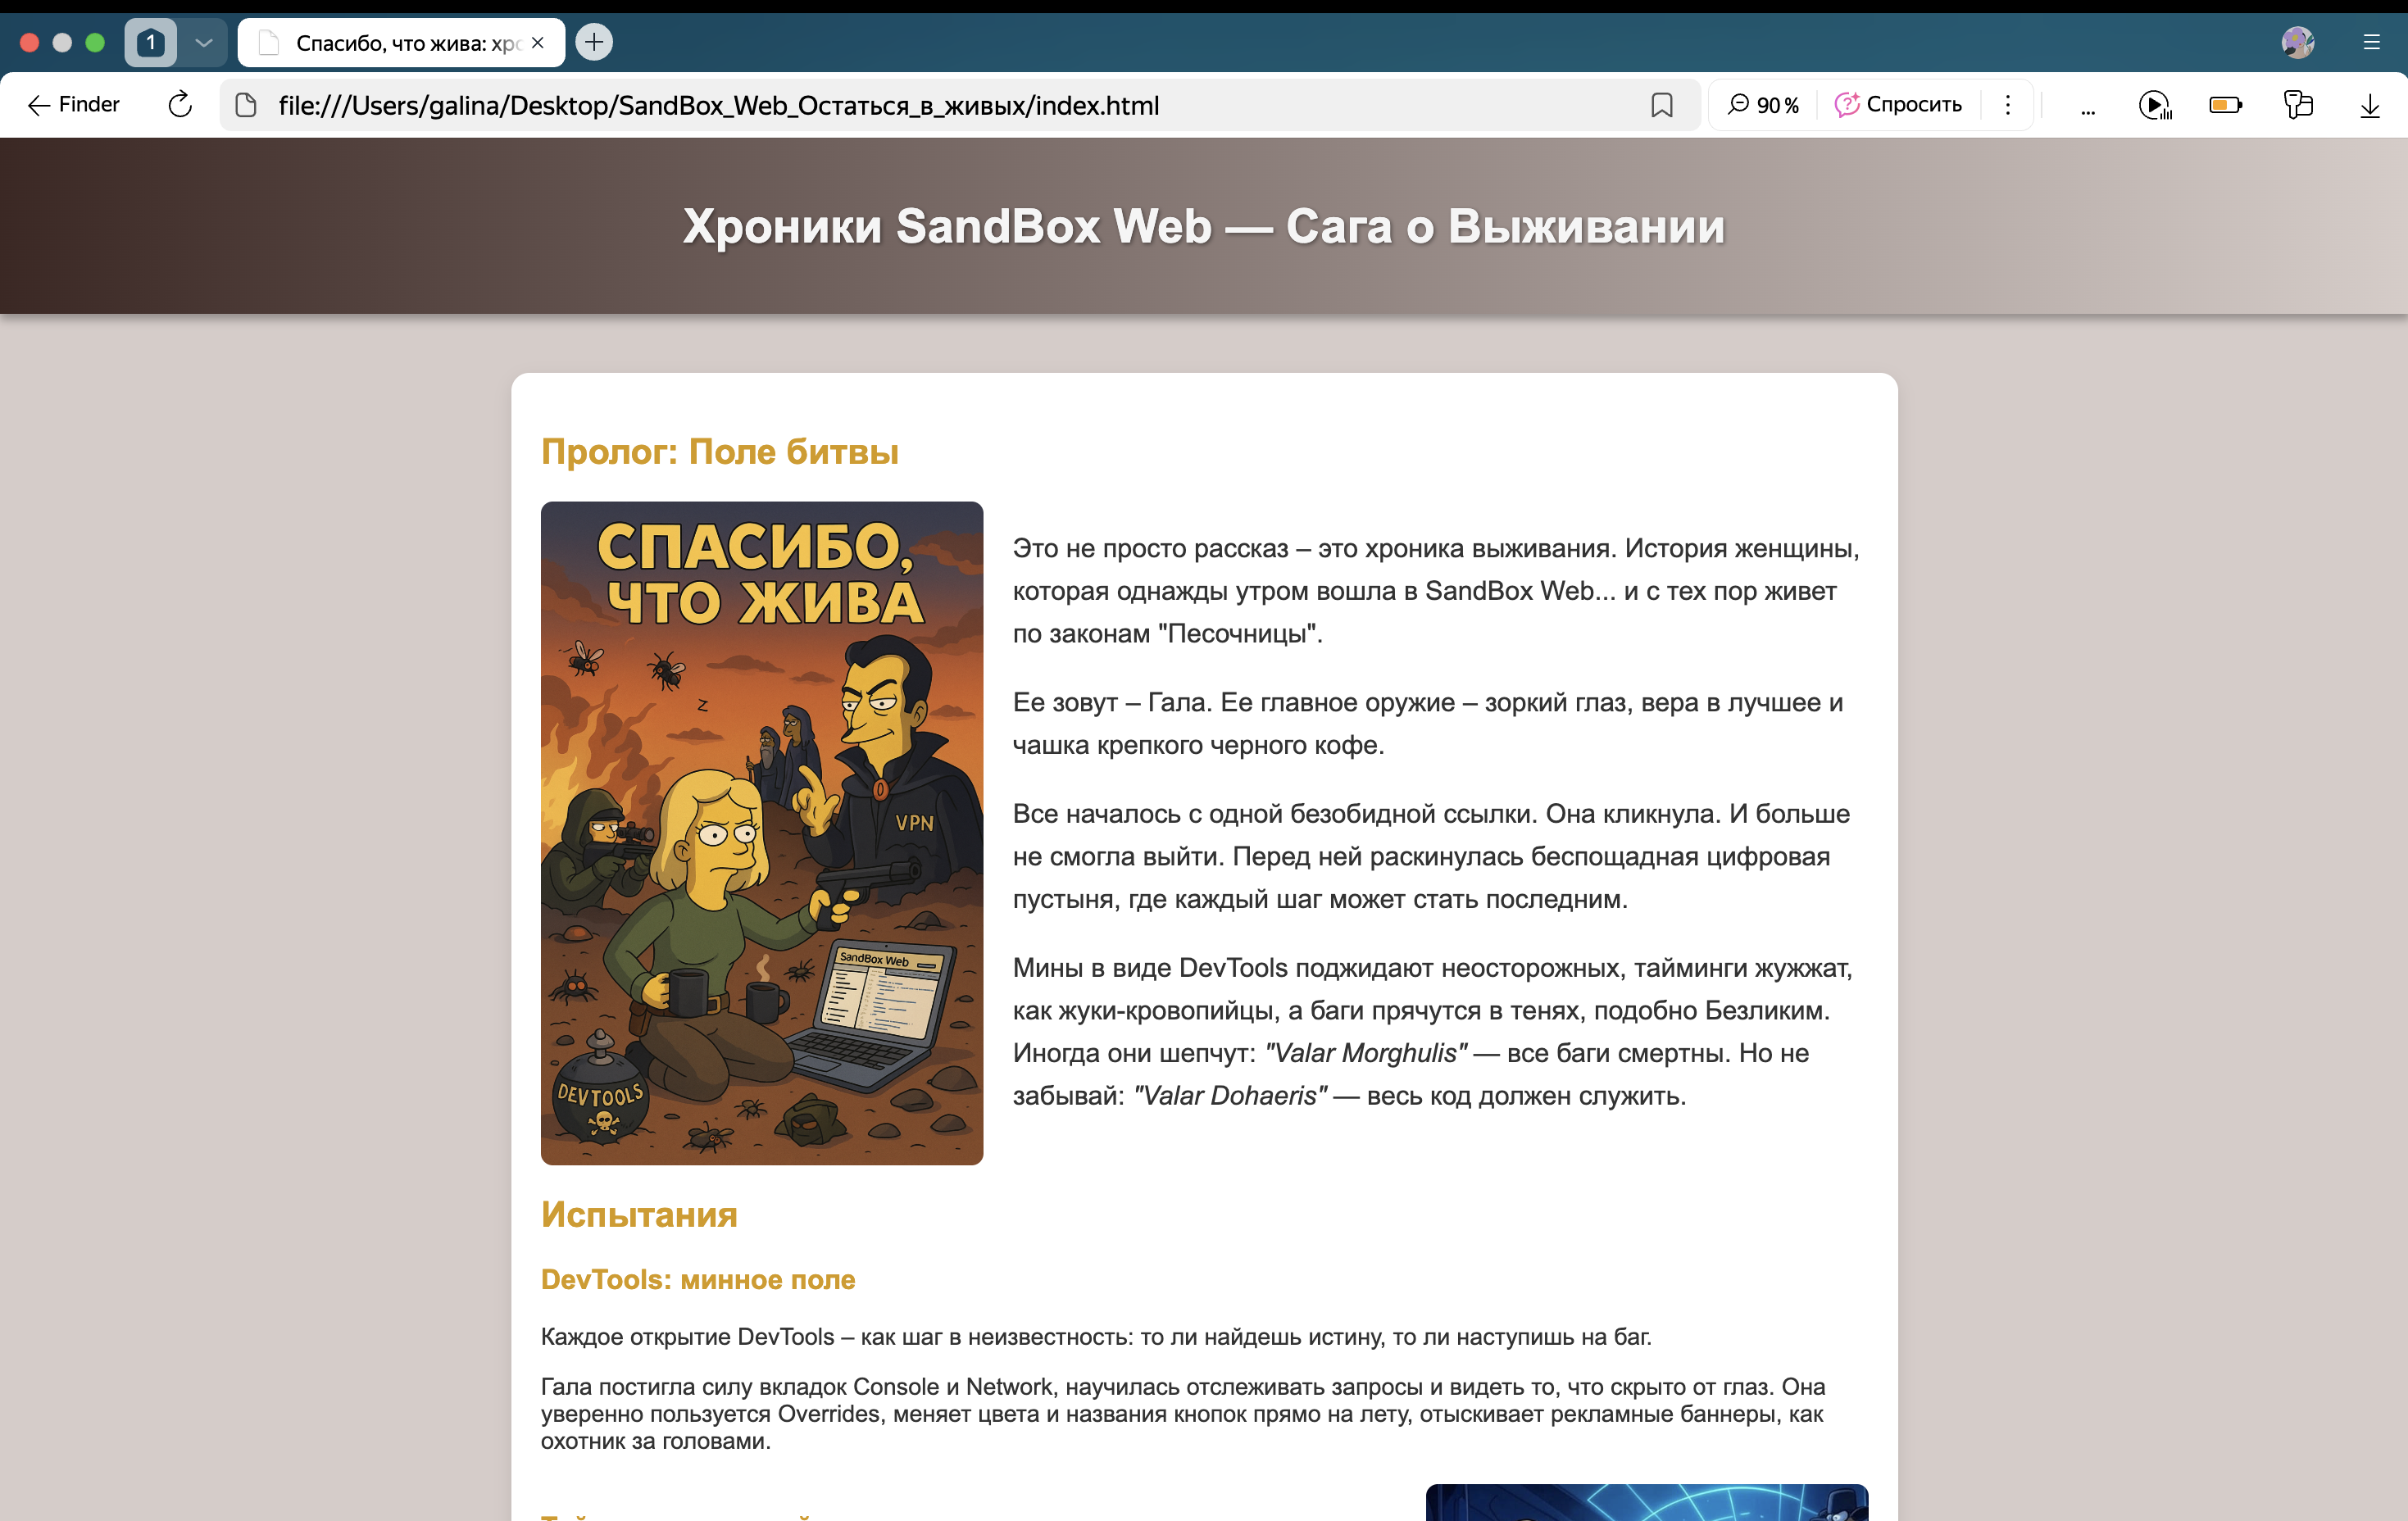 1
Спасибо, что жива: хро
Finder
file:///Users/galina/Desktop/SandBox_Web_Остаться_в_живых/index.html
90 %
Спросить
Хроники SandBox Web — Сага о Выживании
Пролог: Поле битвы
СПАСИБО,
ЧТО ЖИВА
Z
VPN
SandBox Web
DEVTOOLS
Это не просто рассказ – это хроника выживания. История женщины,
которая однажды утром вошла в SandBox Web... и с тех пор живет
по законам "Песочницы".
Ее зовут – Гала. Ее главное оружие – зоркий глаз, вера в лучшее и
чашка крепкого черного кофе.
Все началось с одной безобидной ссылки. Она кликнула. И больше
не смогла выйти. Перед ней раскинулась беспощадная цифровая
пустыня, где каждый шаг может стать последним.
Мины в виде DevTools поджидают неосторожных, тайминги жужжат,
как жуки-кровопийцы, а баги прячутся в тенях, подобно Безликим.
Иногда они шепчут: "Valar Morghulis" — все баги смертны. Но не
забывай: "Valar Dohaeris" — весь код должен служить.
Испытания
DevTools: минное поле
Каждое открытие DevTools – как шаг в неизвестность: то ли найдешь истину, то ли наступишь на баг.
Гала постигла силу вкладок Console и Network, научилась отслеживать запросы и видеть то, что скрыто от глаз. Она
уверенно пользуется Overrides, меняет цвета и названия кнопок прямо на лету, отыскивает рекламные баннеры, как
охотник за головами.